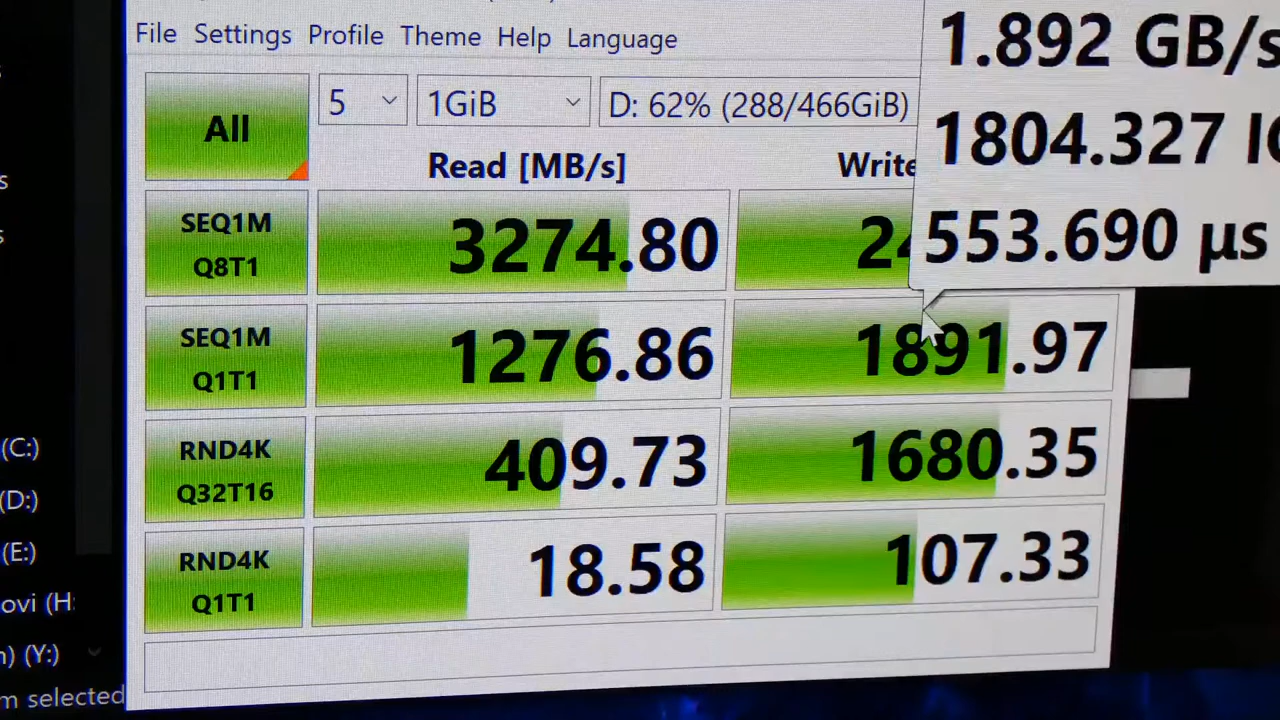 File Settings Profile Theme Help Language
1.892 GB/s
1804.327
553.690 µs
All
5
1GiB
D: 62% (288/466GiB)
Read [MB/s]
Write
SEQ1M
Q8T1
3274.80
24
SEQ1M
Q1T1
1276.86
1891.97
RND4K
Q32T16
409.73
1680.35
RND4K
Q1T1
18.58
107.33
(C:)
(D:)
(E:)
ovi (H:
) (Y:)
selected